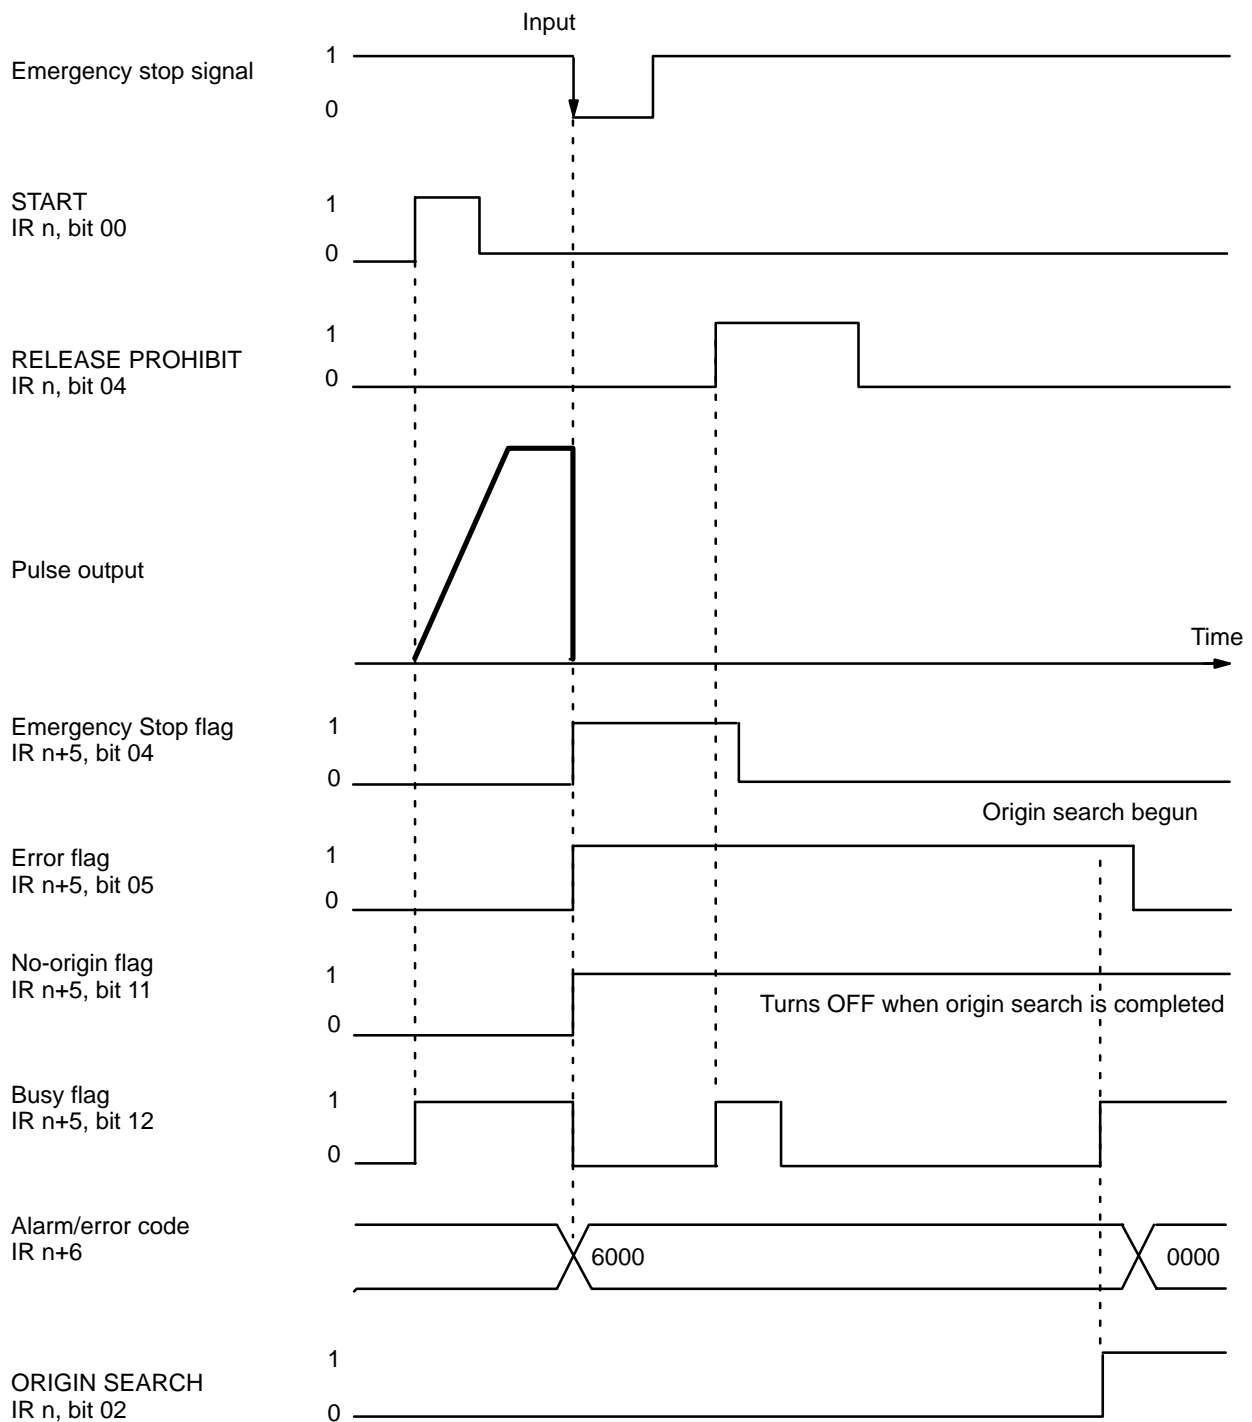 Input
Emergency stop signal
1
0
START
IR n, bit 00
1
0
RELEASE PROHIBIT
IR n, bit 04
1
0
Pulse output
Time
Emergency Stop flag
IR n+5, bit 04
1
0
Origin search begun
Error flag
IR n+5, bit 05
1
0
No-origin flag
IR n+5, bit 11
1
0
Turns OFF when origin search is completed
Busy flag
IR n+5, bit 12
1
0
Alarm/error code
IR n+6
6000
0000
ORIGIN SEARCH
IR n, bit 02
1
0